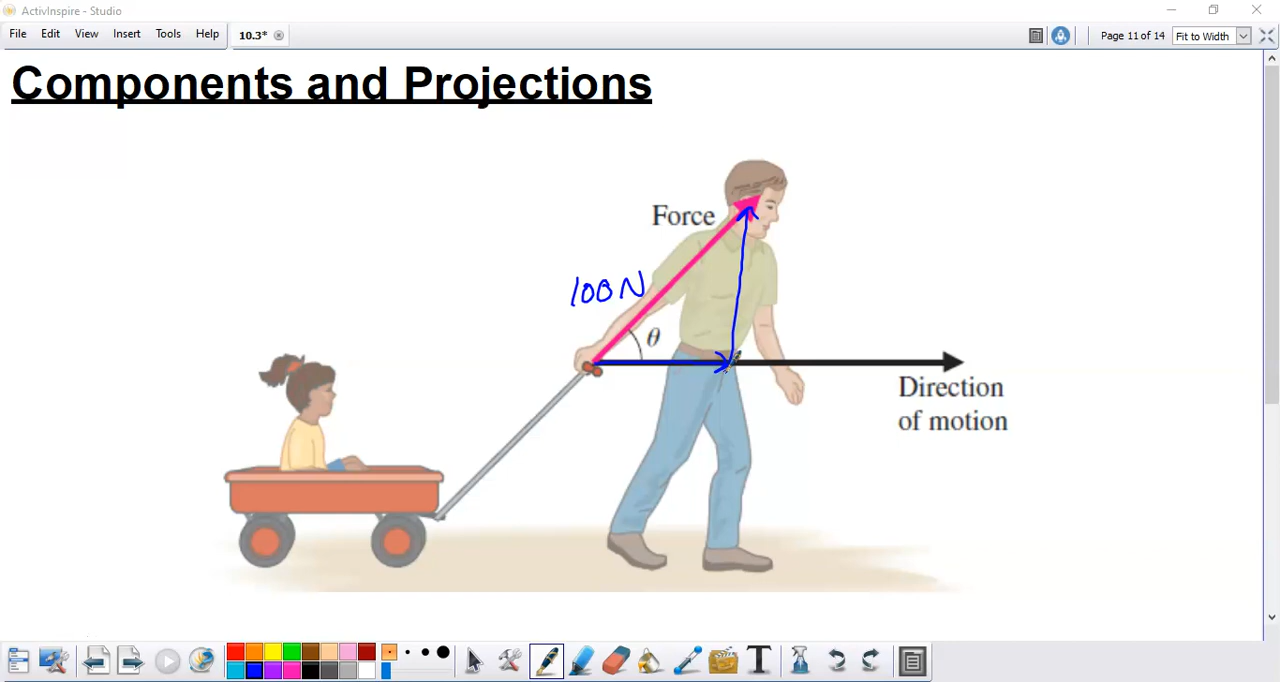 ActivInspire - Studio
File Edit View Insert Tools Help
10.3*
Page 11 of 14
Fit to Width
Components and Projections
Force
100 N
θ
Direction
of motion
T